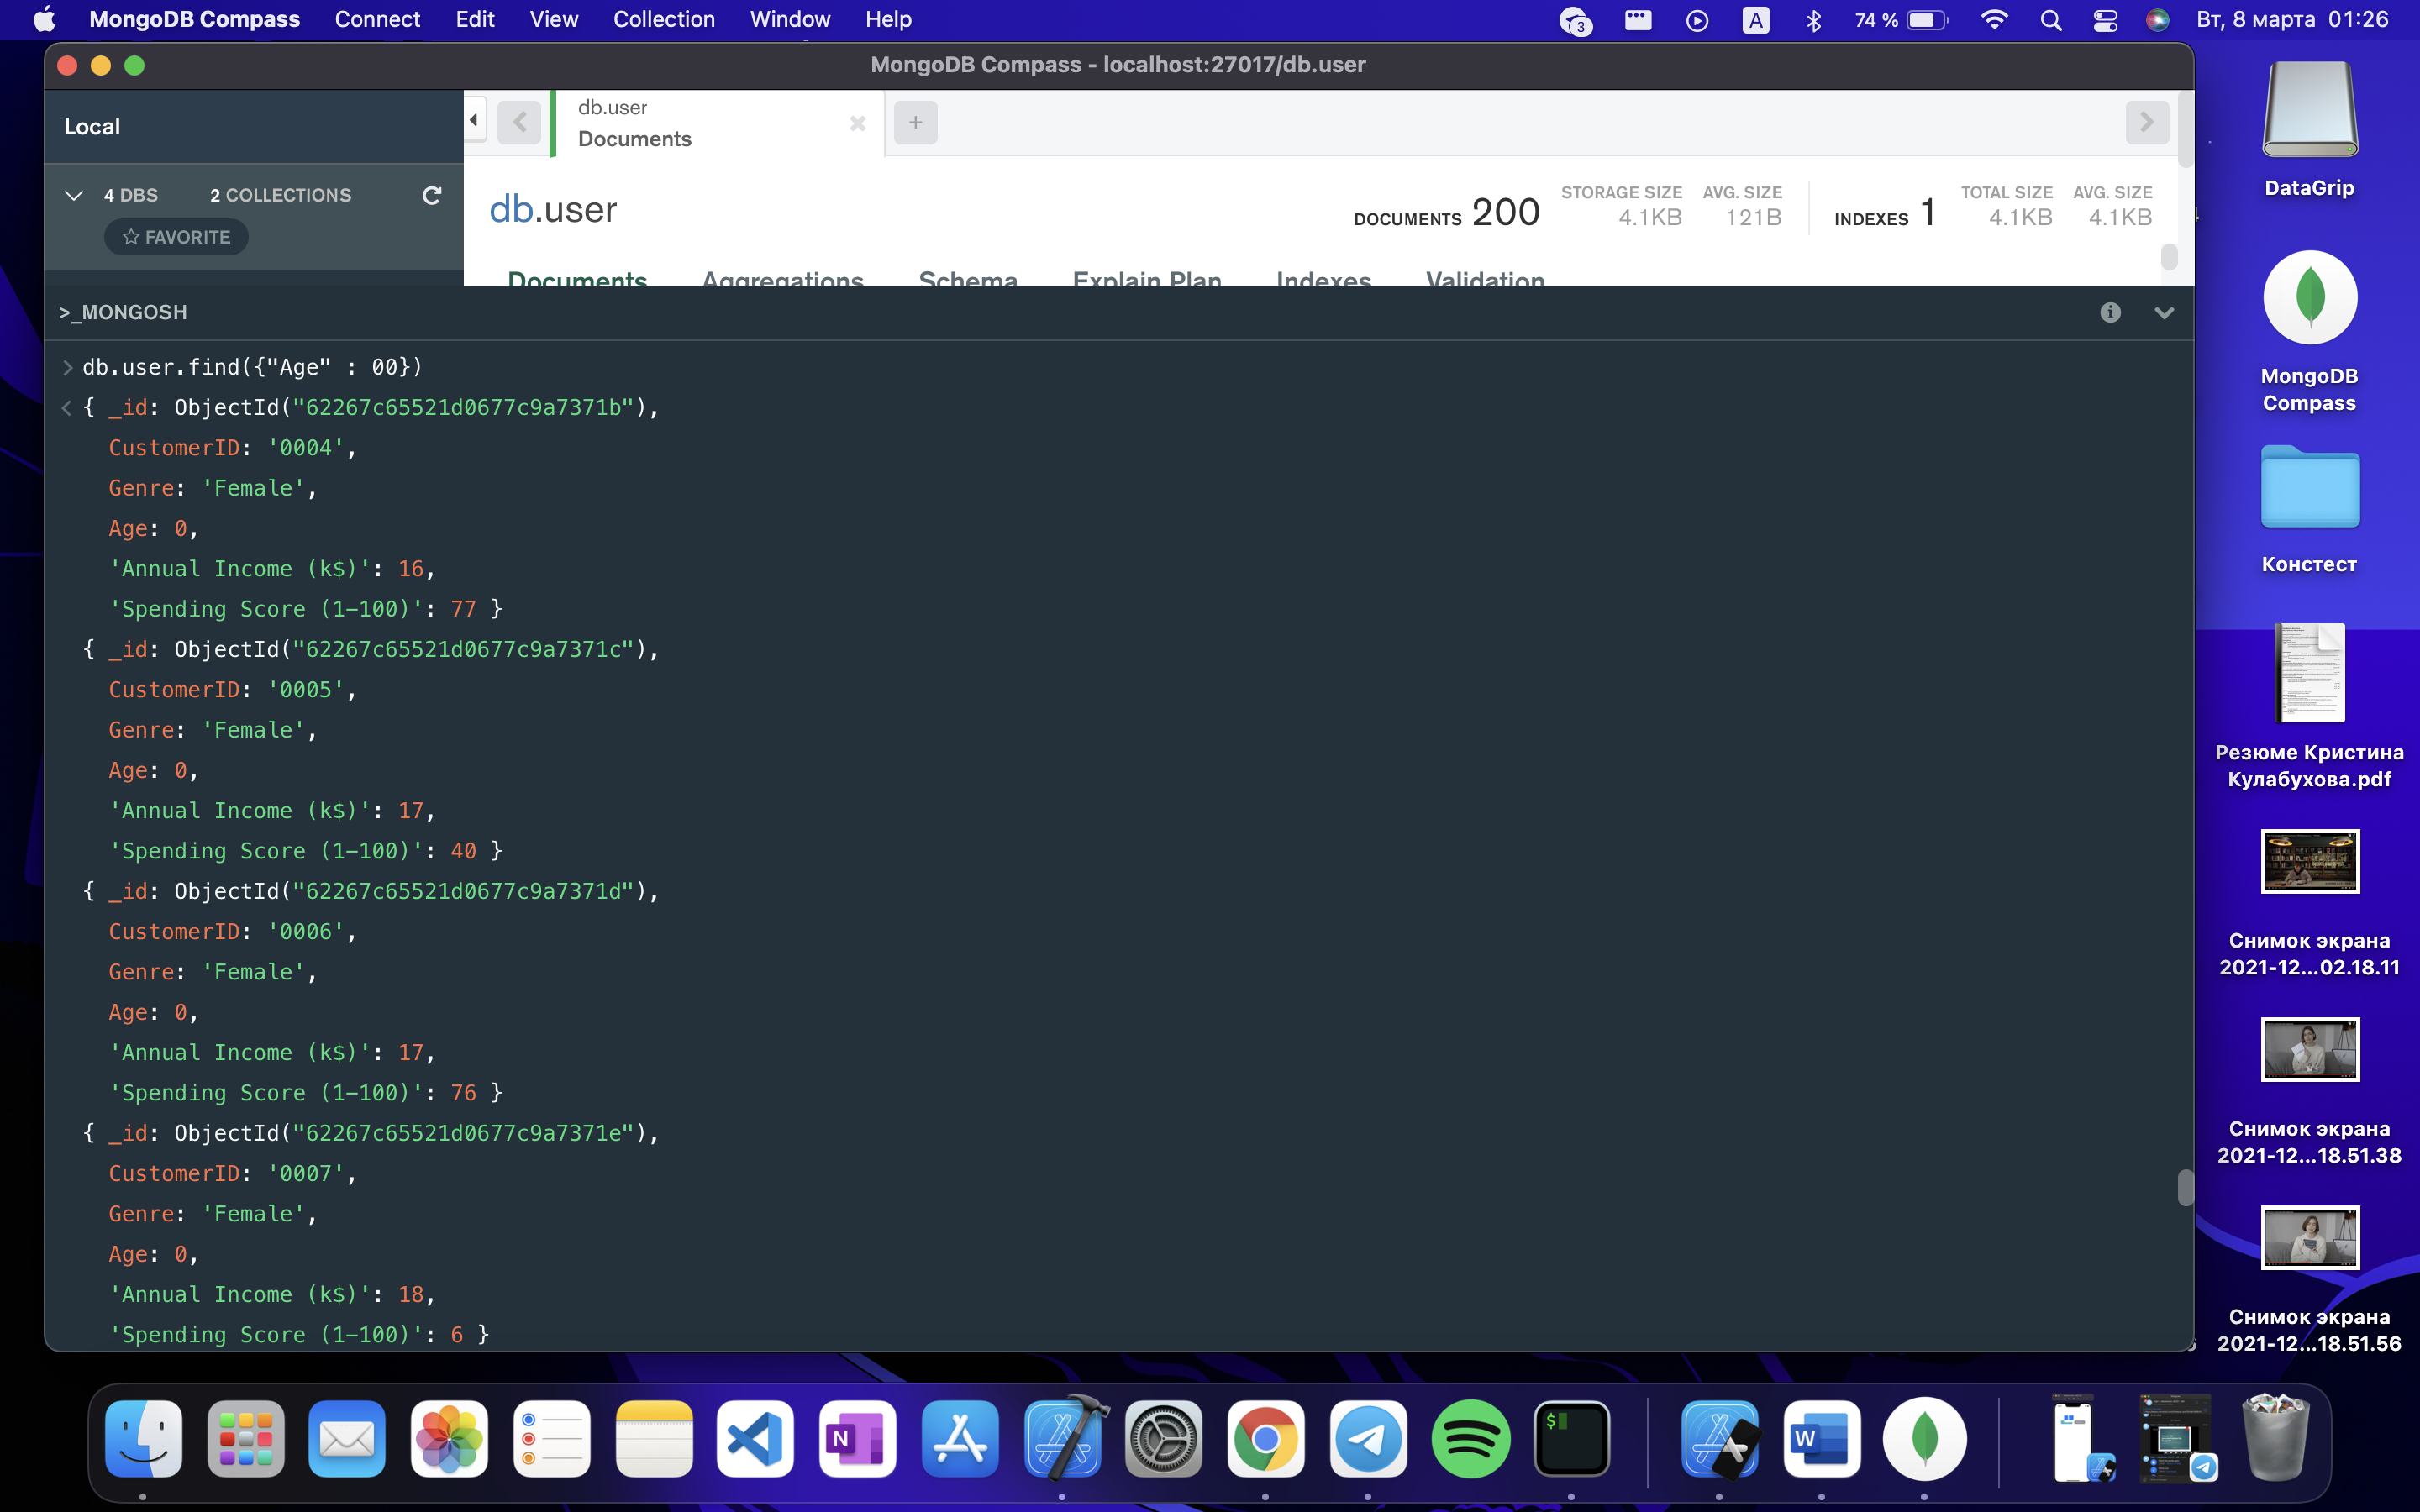 MongoDB Compass Connect Edit View Collection Window Help
3 A 74 % Вт, 8 марта 01:26
MongoDB Compass - localhost:27017/db.user
Local
db.user
Documents
4 DBS 2 COLLECTIONS
FAVORITE
db.user
DOCUMENTS 200
STORAGE SIZE 4.1KB
AVG. SIZE 121B
INDEXES 1
TOTAL SIZE 4.1KB
AVG. SIZE 4.1KB
Documents Aggregations Schema Explain Plan Indexes Validation
>_MONGOSH
> db.user.find({"Age" : 00})
< { _id: ObjectId("62267c65521d0677c9a7371b"),
CustomerID: '0004',
Genre: 'Female',
Age: 0,
'Annual Income (k$)': 16,
'Spending Score (1-100)': 77 }
{ _id: ObjectId("62267c65521d0677c9a7371c"),
CustomerID: '0005',
Genre: 'Female',
Age: 0,
'Annual Income (k$)': 17,
'Spending Score (1-100)': 40 }
{ _id: ObjectId("62267c65521d0677c9a7371d"),
CustomerID: '0006',
Genre: 'Female',
Age: 0,
'Annual Income (k$)': 17,
'Spending Score (1-100)': 76 }
{ _id: ObjectId("62267c65521d0677c9a7371e"),
CustomerID: '0007',
Genre: 'Female',
Age: 0,
'Annual Income (k$)': 18,
'Spending Score (1-100)': 6 }
DataGrip
MongoDB
Compass
Констест
Резюме Кристина
Кулабухова.pdf
Снимок экрана
2021-12...02.18.11
Снимок экрана
2021-12...18.51.38
Снимок экрана
2021-12...18.51.56
N
$
W